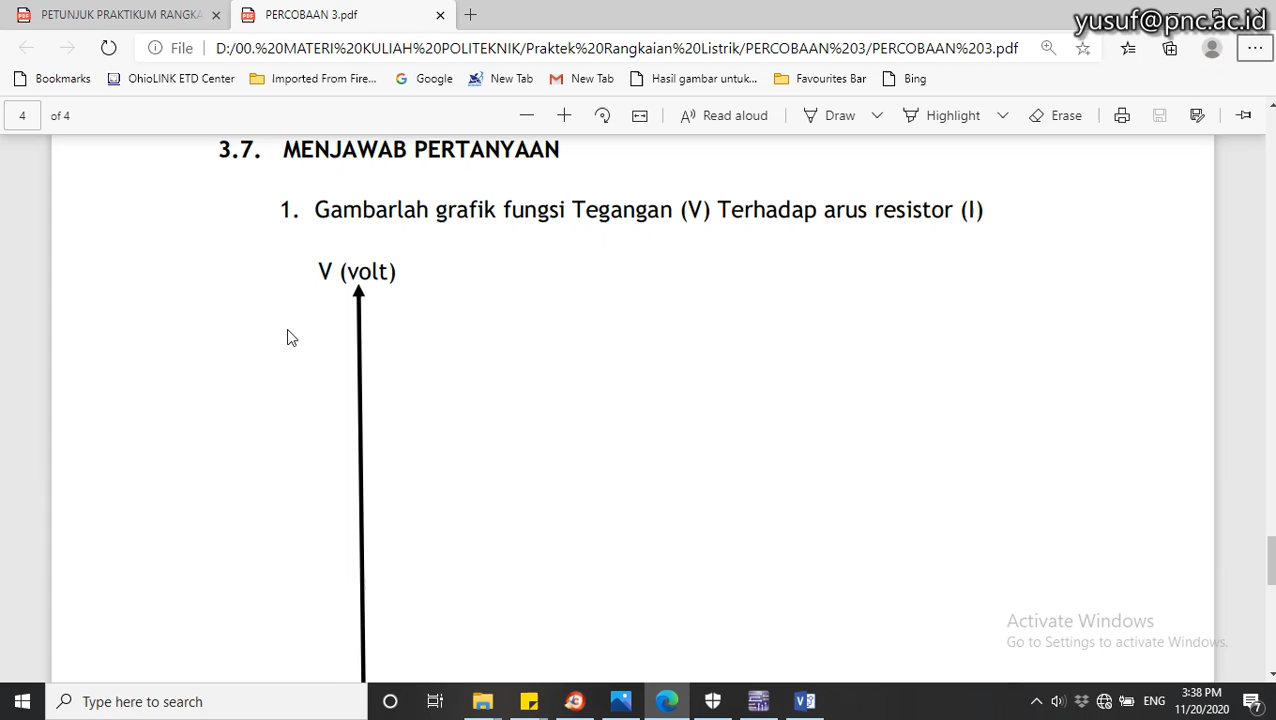 PETUNJUK PRAKTIKUM RANGKA
PERCOBAAN 3.pdf
yusuf@pnc.ac.id
File
D:/00.%20MATERI%20KULIAH%20POLITEKNIK/Praktek%20Rangkaian%20Listrik/PERCOBAAN%203/PERCOBAAN%203.pdf
Bookmarks
OhioLINK ETD Center
Imported From Fire...
Google
New Tab
New Tab
Hasil gambar untuk...
Favourites Bar
Bing
4 of 4
Read aloud
Draw
Highlight
Erase
3.7. MENJAWAB PERTANYAAN
1. Gambarlah grafik fungsi Tegangan (V) Terhadap arus resistor (I)
V (volt)
Activate Windows
Go to Settings to activate Windows.
Type here to search
ENG
3:38 PM
11/20/2020
7